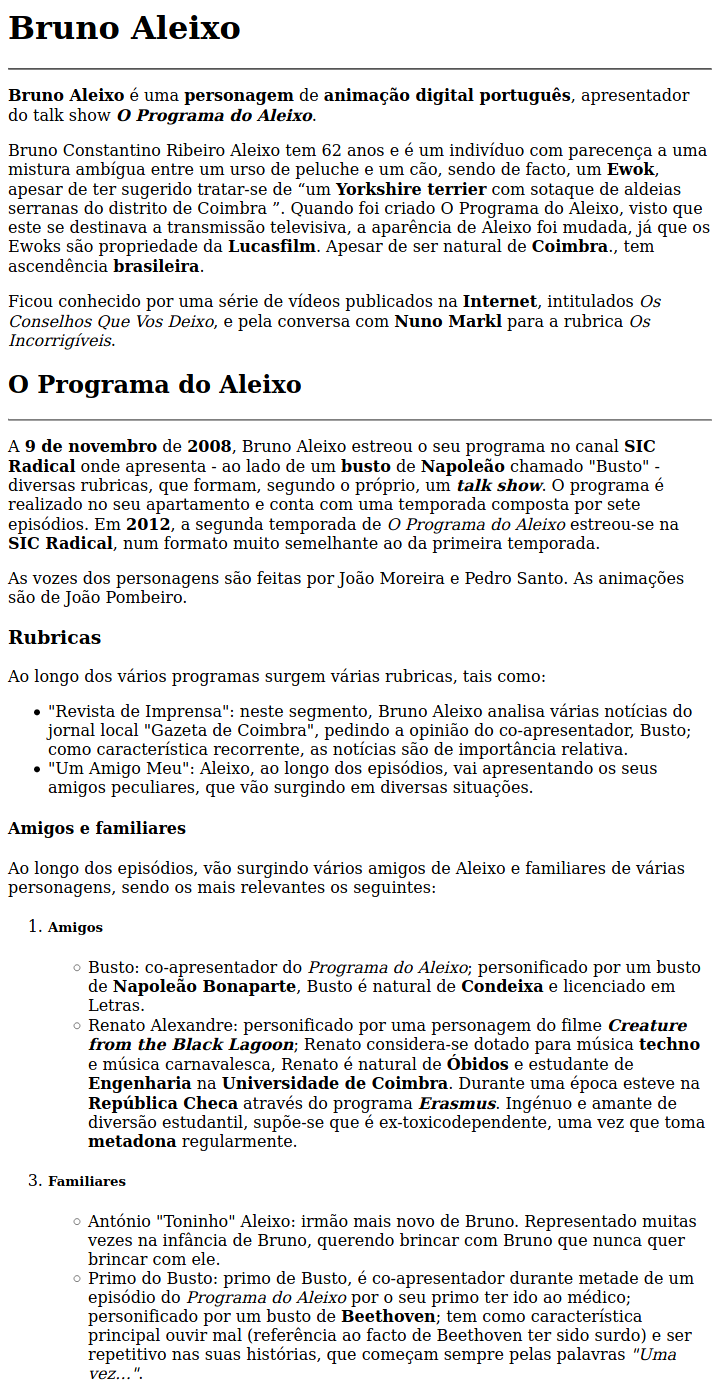 Bruno Aleixo
Bruno Aleixo é uma personagem de animação digital português, apresentador
do talk show O Programa do Aleixo.
Bruno Constantino Ribeiro Aleixo tem 62 anos e é um indivíduo com parecença a uma
mistura ambígua entre um urso de peluche e um cão, sendo de facto, um Ewok,
apesar de ter sugerido tratar-se de “um Yorkshire terrier com sotaque de aldeias
serranas do distrito de Coimbra ”. Quando foi criado O Programa do Aleixo, visto que
este se destinava a transmissão televisiva, a aparência de Aleixo foi mudada, já que os
Ewoks são propriedade da Lucasfilm. Apesar de ser natural de Coimbra., tem
ascendência brasileira.
Ficou conhecido por uma série de vídeos publicados na Internet, intitulados Os
Conselhos Que Vos Deixo, e pela conversa com Nuno Markl para a rubrica Os
Incorrigíveis.
O Programa do Aleixo
A 9 de novembro de 2008, Bruno Aleixo estreou o seu programa no canal SIC
Radical onde apresenta - ao lado de um busto de Napoleão chamado "Busto" -
diversas rubricas, que formam, segundo o próprio, um talk show. O programa é
realizado no seu apartamento e conta com uma temporada composta por sete
episódios. Em 2012, a segunda temporada de O Programa do Aleixo estreou-se na
SIC Radical, num formato muito semelhante ao da primeira temporada.
As vozes dos personagens são feitas por João Moreira e Pedro Santo. As animações
são de João Pombeiro.
Rubricas
Ao longo dos vários programas surgem várias rubricas, tais como:
• "Revista de Imprensa": neste segmento, Bruno Aleixo analisa várias notícias do
jornal local "Gazeta de Coimbra", pedindo a opinião do co-apresentador, Busto;
como característica recorrente, as notícias são de importância relativa.
• "Um Amigo Meu": Aleixo, ao longo dos episódios, vai apresentando os seus
amigos peculiares, que vão surgindo em diversas situações.
Amigos e familiares
Ao longo dos episódios, vão surgindo vários amigos de Aleixo e familiares de várias
personagens, sendo os mais relevantes os seguintes:
1. Amigos
◦ Busto: co-apresentador do Programa do Aleixo; personificado por um busto
de Napoleão Bonaparte, Busto é natural de Condeixa e licenciado em
Letras.
◦ Renato Alexandre: personificado por uma personagem do filme Creature
from the Black Lagoon; Renato considera-se dotado para música techno
e música carnavalesca, Renato é natural de Óbidos e estudante de
Engenharia na Universidade de Coimbra. Durante uma época esteve na
República Checa através do programa Erasmus. Ingénuo e amante de
diversão estudantil, supõe-se que é ex-toxicodependente, uma vez que toma
metadona regularmente.
3. Familiares
◦ António "Toninho" Aleixo: irmão mais novo de Bruno. Representado muitas
vezes na infância de Bruno, querendo brincar com Bruno que nunca quer
brincar com ele.
◦ Primo do Busto: primo de Busto, é co-apresentador durante metade de um
episódio do Programa do Aleixo por o seu primo ter ido ao médico;
personificado por um busto de Beethoven; tem como característica
principal ouvir mal (referência ao facto de Beethoven ter sido surdo) e ser
repetitivo nas suas histórias, que começam sempre pelas palavras "Uma
vez...".